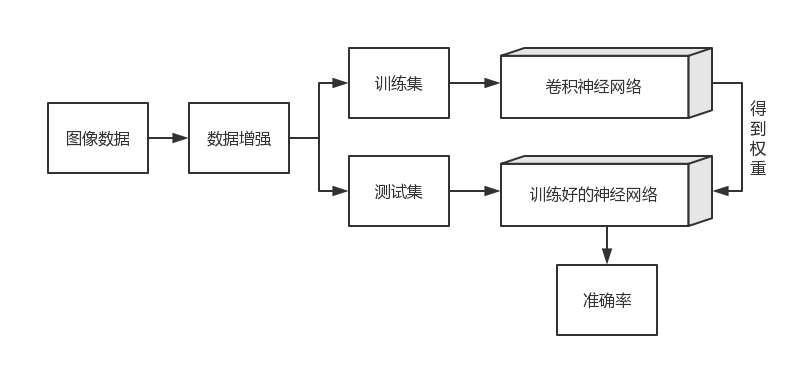 图像数据
数据增强
训练集
卷积神经网络
得到权重
测试集
训练好的神经网络
准确率